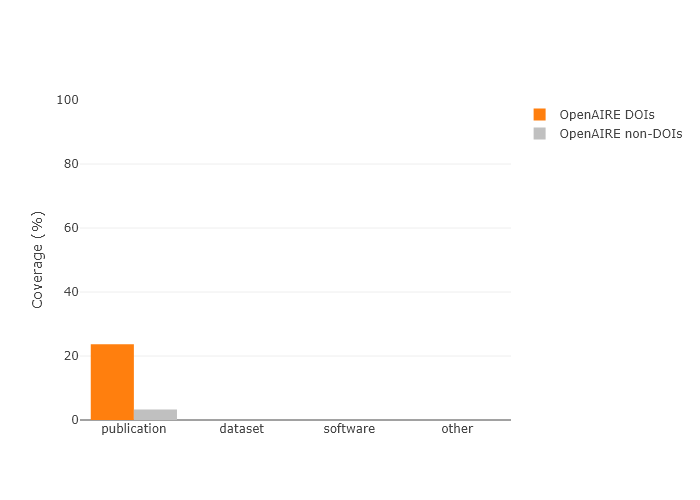 100
80
60
40
20
0
Coverage (%)
publication dataset software other
OpenAIRE DOIs
OpenAIRE non-DOIs